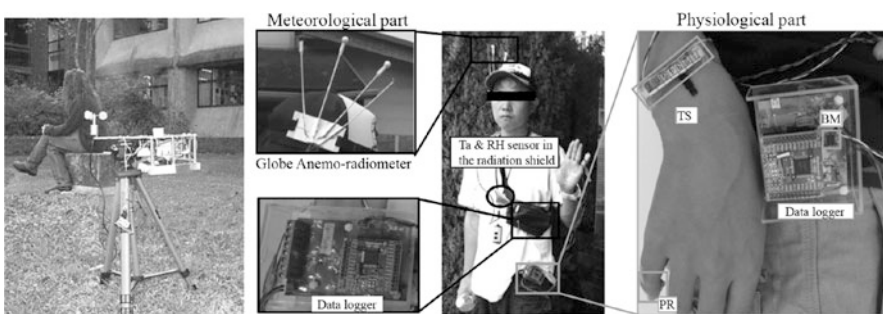 Meteorological part
Physiological part
Globe Anemo-radiometer
Ta & RH sensor in
the radiation shield
Data logger
TS
BM
Data logger
PR